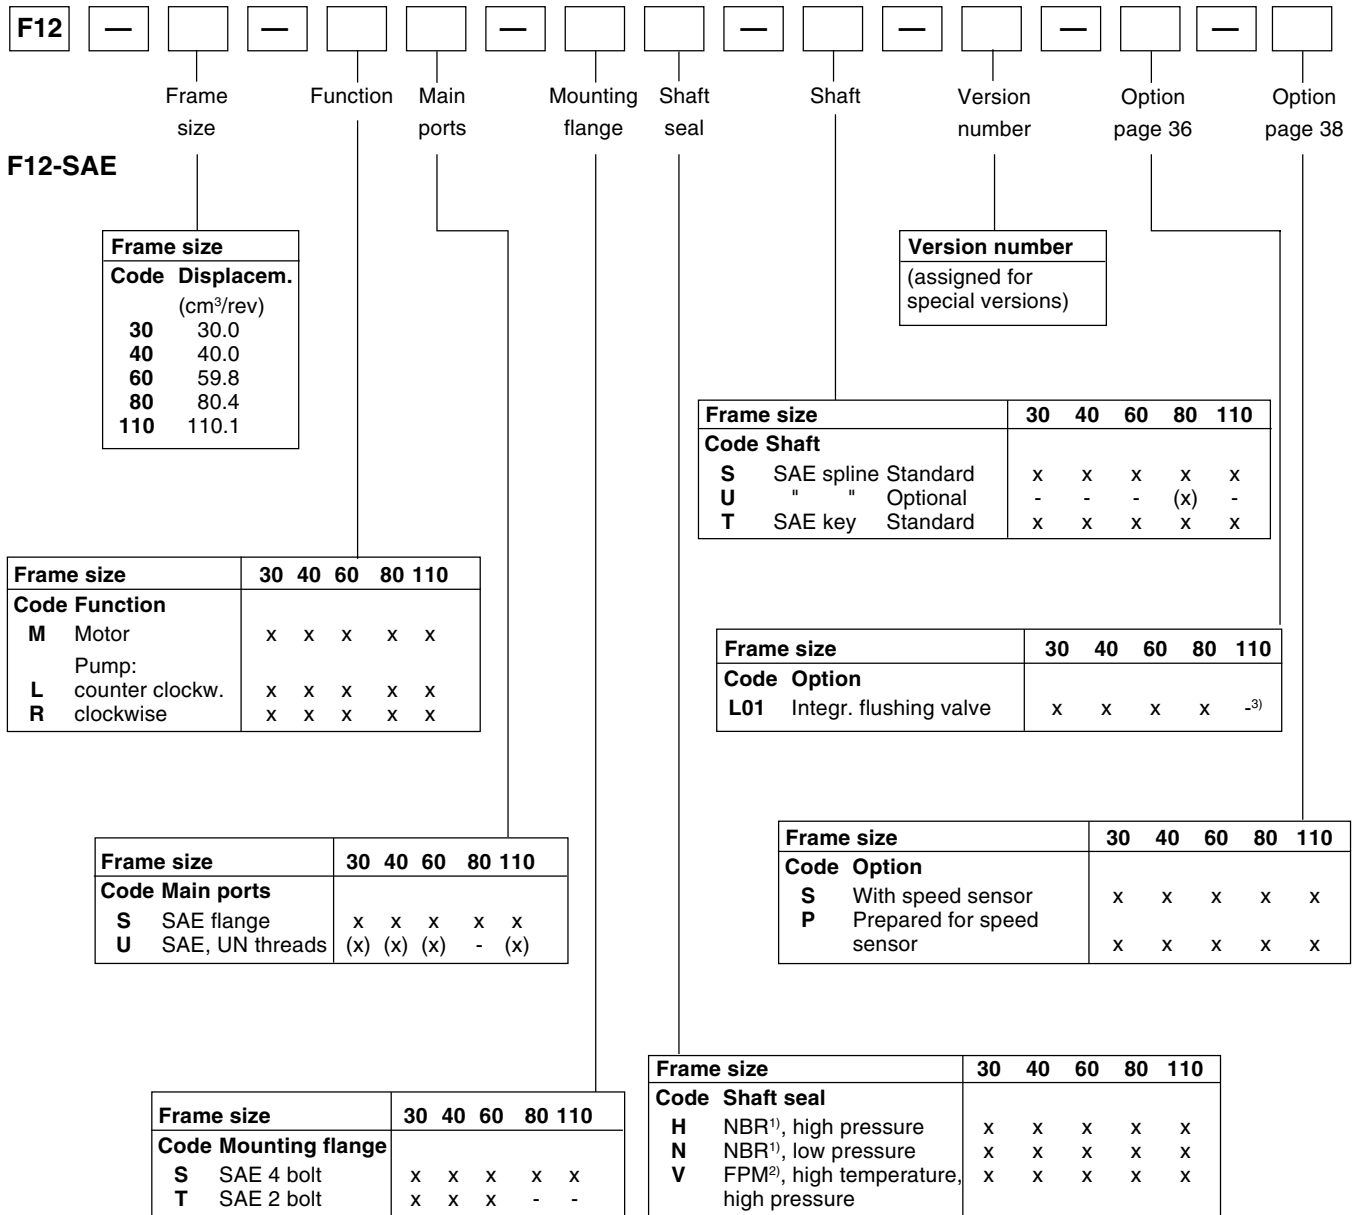 F12 — — — — — — —
Frame size
Function
Main ports
Mounting flange
Shaft seal
Shaft
Version number
Option page 36
Option page 38
F12-SAE
Frame size
Code Displacem.
(cm³/rev)
30 30.0
40 40.0
60 59.8
80 80.4
110 110.1
Version number
(assigned for
special versions)
Frame size 30 40 60 80 110
Code Shaft
S SAE spline Standard x x x x x
U " " Optional - - - (x) -
T SAE key Standard x x x x x
Frame size 30 40 60 80 110
Code Function
M Motor x x x x x
Pump:
L counter clockw. x x x x x
R clockwise x x x x x
Frame size 30 40 60 80 110
Code Option
L01 Integr. flushing valve x x x x -3)
Frame size 30 40 60 80 110
Code Main ports
S SAE flange x x x x x
U SAE, UN threads (x) (x) (x) - (x)
Frame size 30 40 60 80 110
Code Option
S With speed sensor x x x x x
P Prepared for speed
sensor x x x x x
Frame size 30 40 60 80 110
Code Mounting flange
S SAE 4 bolt x x x x x
T SAE 2 bolt x x x - -
Frame size 30 40 60 80 110
Code Shaft seal
H NBR1), high pressure x x x x x
N NBR1), low pressure x x x x x
V FPM2), high temperature, x x x x x
high pressure